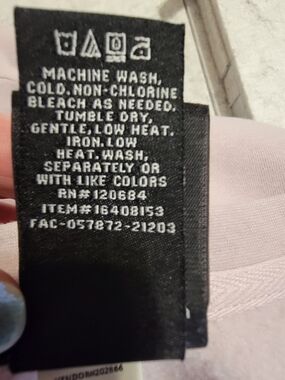 MACHINE WASH,
COLD, NON-CHLORINE
BLEACH AS NEEDED.
TUMBLE DRY,
GENTLE, LOW HEAT.
IRON, LOW
HEAT. WASH,
SEPARATELY OR
WITH LIKE COLORS
RN#120684
ITEM#16408153
FAC-057872-21203